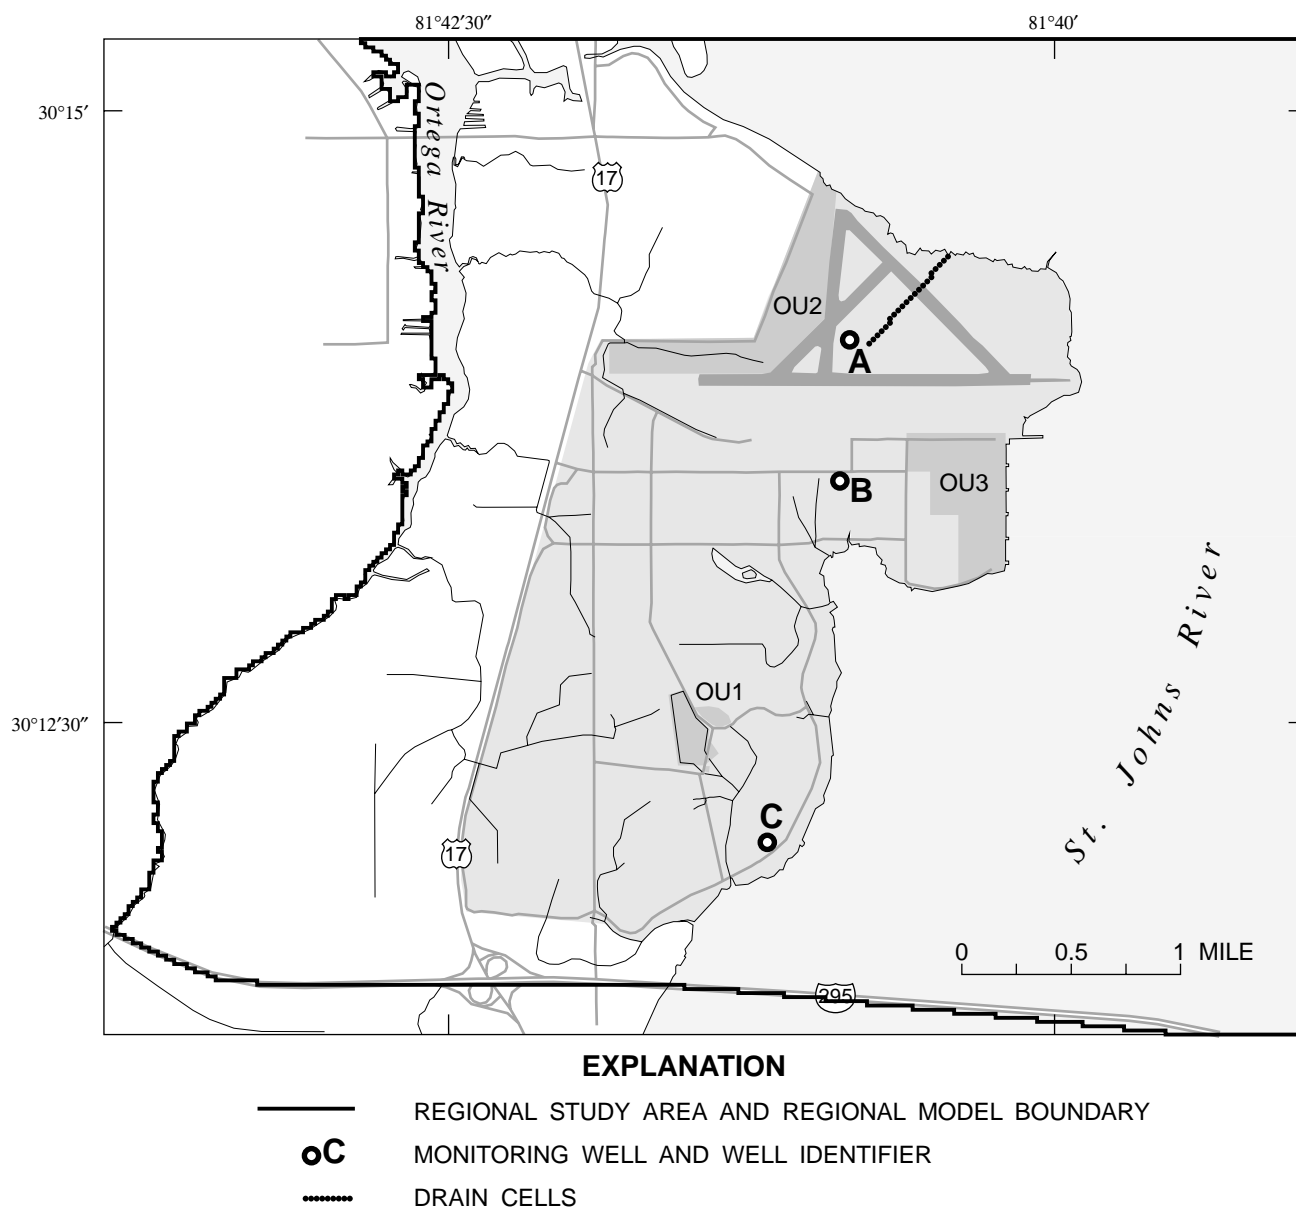 81°42′30″
81°40′
30°15′
Ortega River
17
OU2
A
B
OU3
OU1
30°12′30″
St. Johns River
C
17
0 0.5 1 MILE
295
EXPLANATION
REGIONAL STUDY AREA AND REGIONAL MODEL BOUNDARY
C MONITORING WELL AND WELL IDENTIFIER
DRAIN CELLS